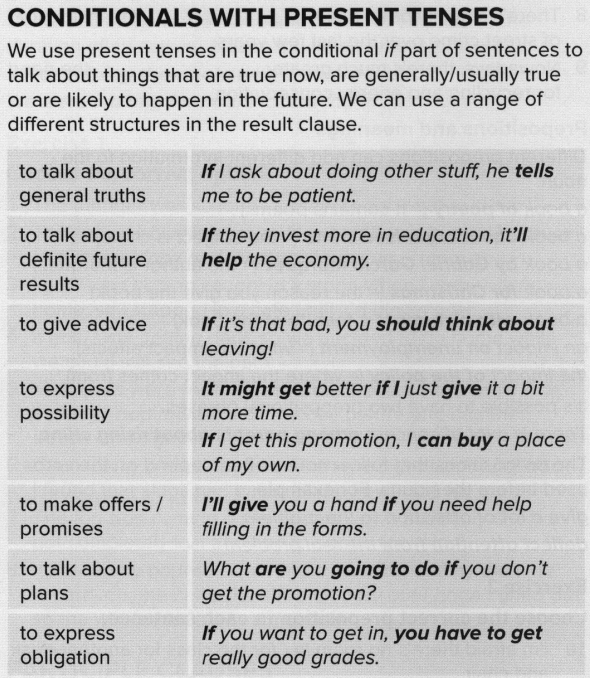 CONDITIONALS WITH PRESENT TENSES
We use present tenses in the conditional if part of sentences to
talk about things that are true now, are generally/usually true
or are likely to happen in the future. We can use a range of
different structures in the result clause.
to talk about
general truths
If I ask about doing other stuff, he tells
me to be patient.
to talk about
definite future
results
If they invest more in education, it'll
help the economy.
to give advice
If it's that bad, you should think about
leaving!
to express
possibility
It might get better if I just give it a bit
more time.
If I get this promotion, I can buy a place
of my own.
to make offers /
promises
I'll give you a hand if you need help
filling in the forms.
to talk about
plans
What are you going to do if you don't
get the promotion?
to express
obligation
If you want to get in, you have to get
really good grades.